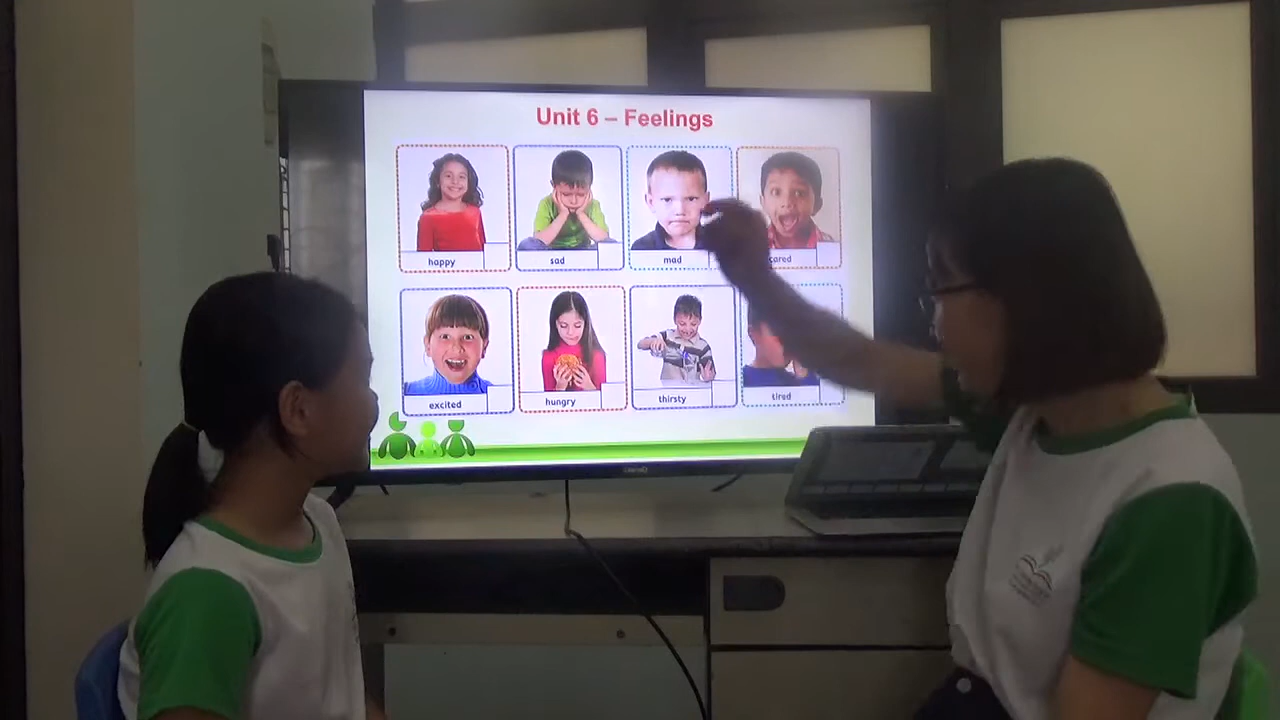 Unit 6 – Feelings
happy sad mad cared
excited hungry thirsty tired